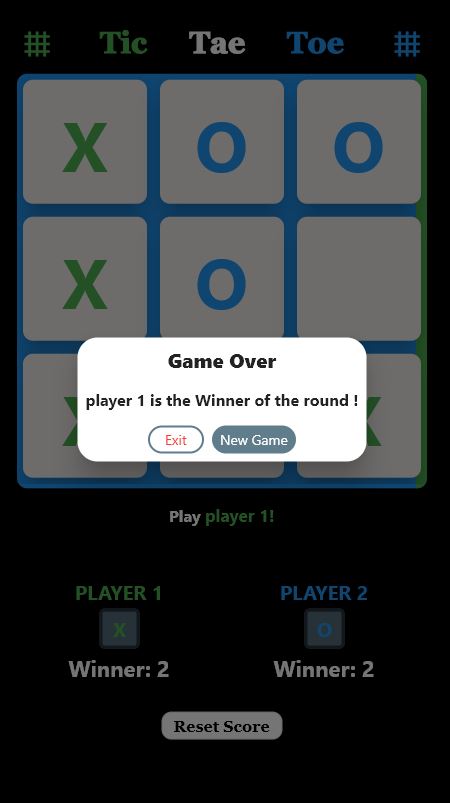 Tic Tae Toe
X O O
X O
X X
Game Over
player 1 is the Winner of the round !
Exit New Game
Play player 1!
PLAYER 1 PLAYER 2
X O
Winner: 2 Winner: 2
Reset Score